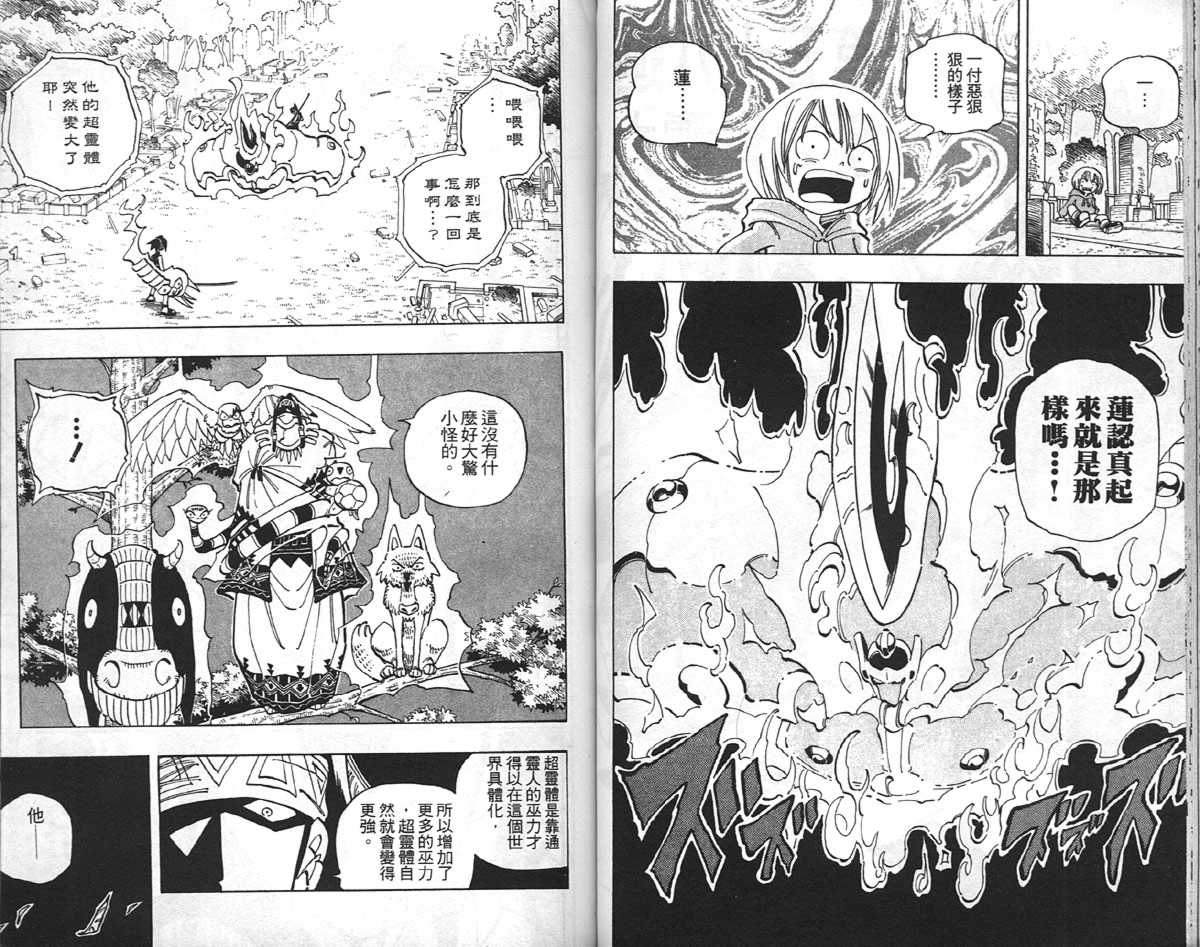 一…
一付惡狠
狠的樣子
………
蓮……
蓮認真起
來就是那
樣嗎…！
ズズ
ズズズ
喂喂喂
…
那到底是
怎麼一回
事啊…？
他的超靈體
突然變大了
耶！
這沒有什
麼好大驚
小怪的。
…！
超靈體是靠通
靈人的巫力才
得以在這個世
界具體化，
所以增加了
更多的巫力
，超靈體自
然就會變得
更強。
他——